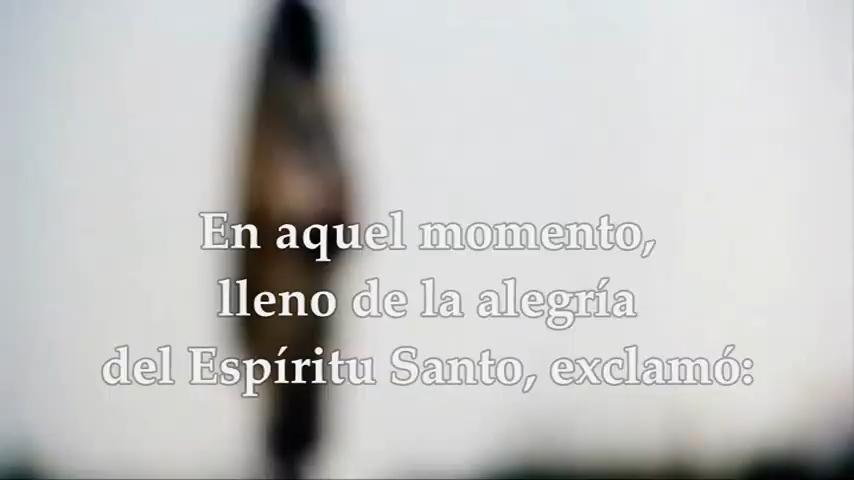 En aquel momento,
lleno de la alegría
del Espíritu Santo, exclamó: